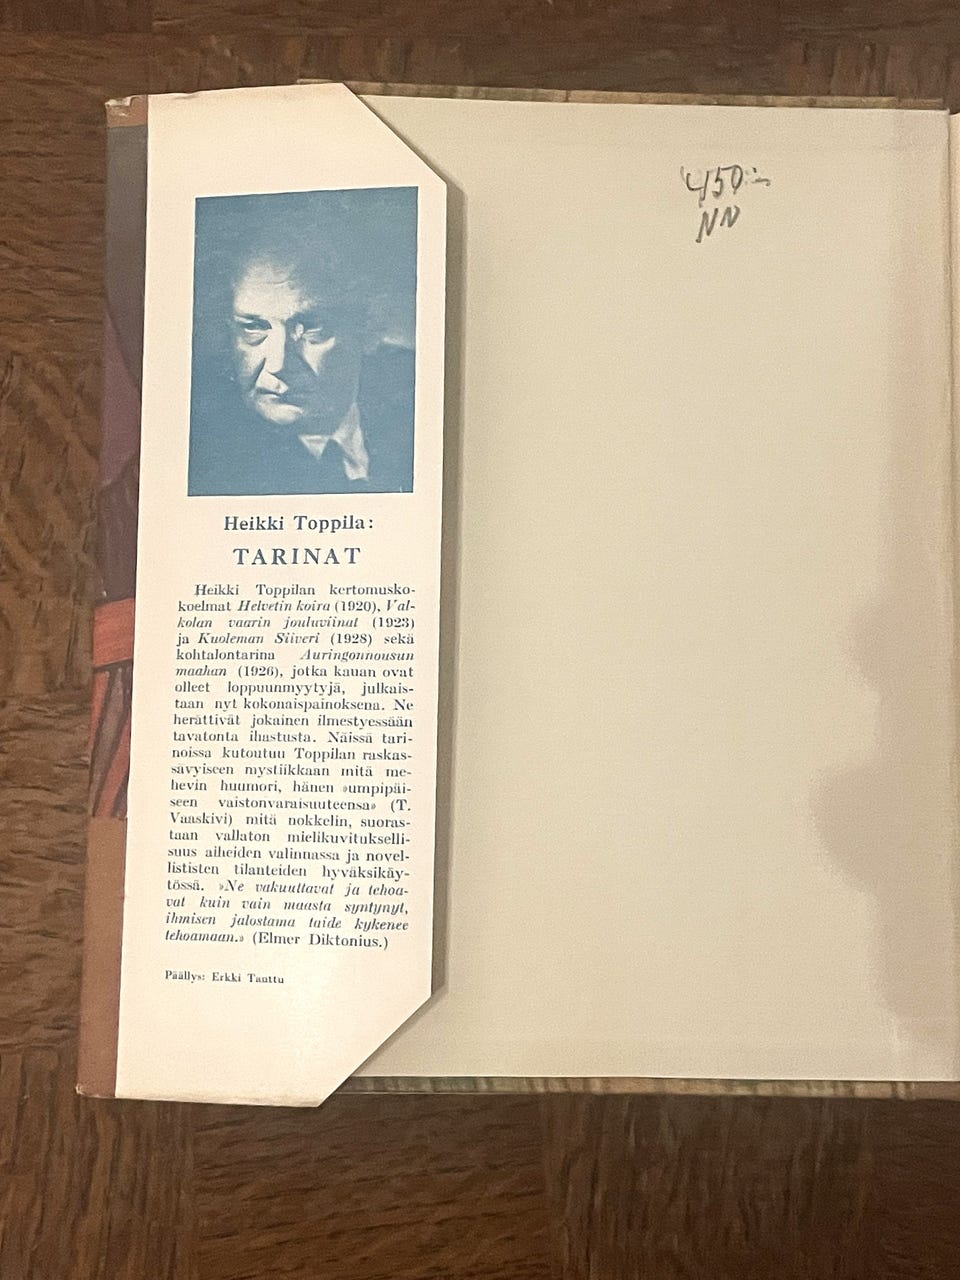 Heikki Toppila:
TARINAT
Heikki Toppilan kertomusko-
koelmat Helvetin koira (1920), Val-
kolan vaarin jouluviinat (1923)
ja Kuoleman Siiveri (1928) sekä
kohtalontarina Auringonnousun
maahan (1926), jotka kauan ovat
olleet loppuunmyytyjä, julkais-
taan nyt kokonaispainoksena. Ne
herättivät jokainen ilmestyessään
tavatonta ihastusta. Näissä tari-
noissa kutoutuu Toppilan raskas-
sävyiseen mystiikkaan mitä me-
hevin huumori, hänen »umpipäi-
seen vaistonvaraisuuteensa» (T.
Vaaskivi) mitä nokkelin, suoras-
taan vallaton mielikuvitukselli-
suus aiheiden valinnassa ja novel-
lististen tilanteiden hyväksikäy-
tössä. »Ne vakuuttavat ja tehoa-
vat kuin vain maasta syntynyt,
ihmisen jalostama taide kykenee
tehoamaan.» (Elmer Diktonius.)
Päällys: Erkki Tanttu
450:-
NN